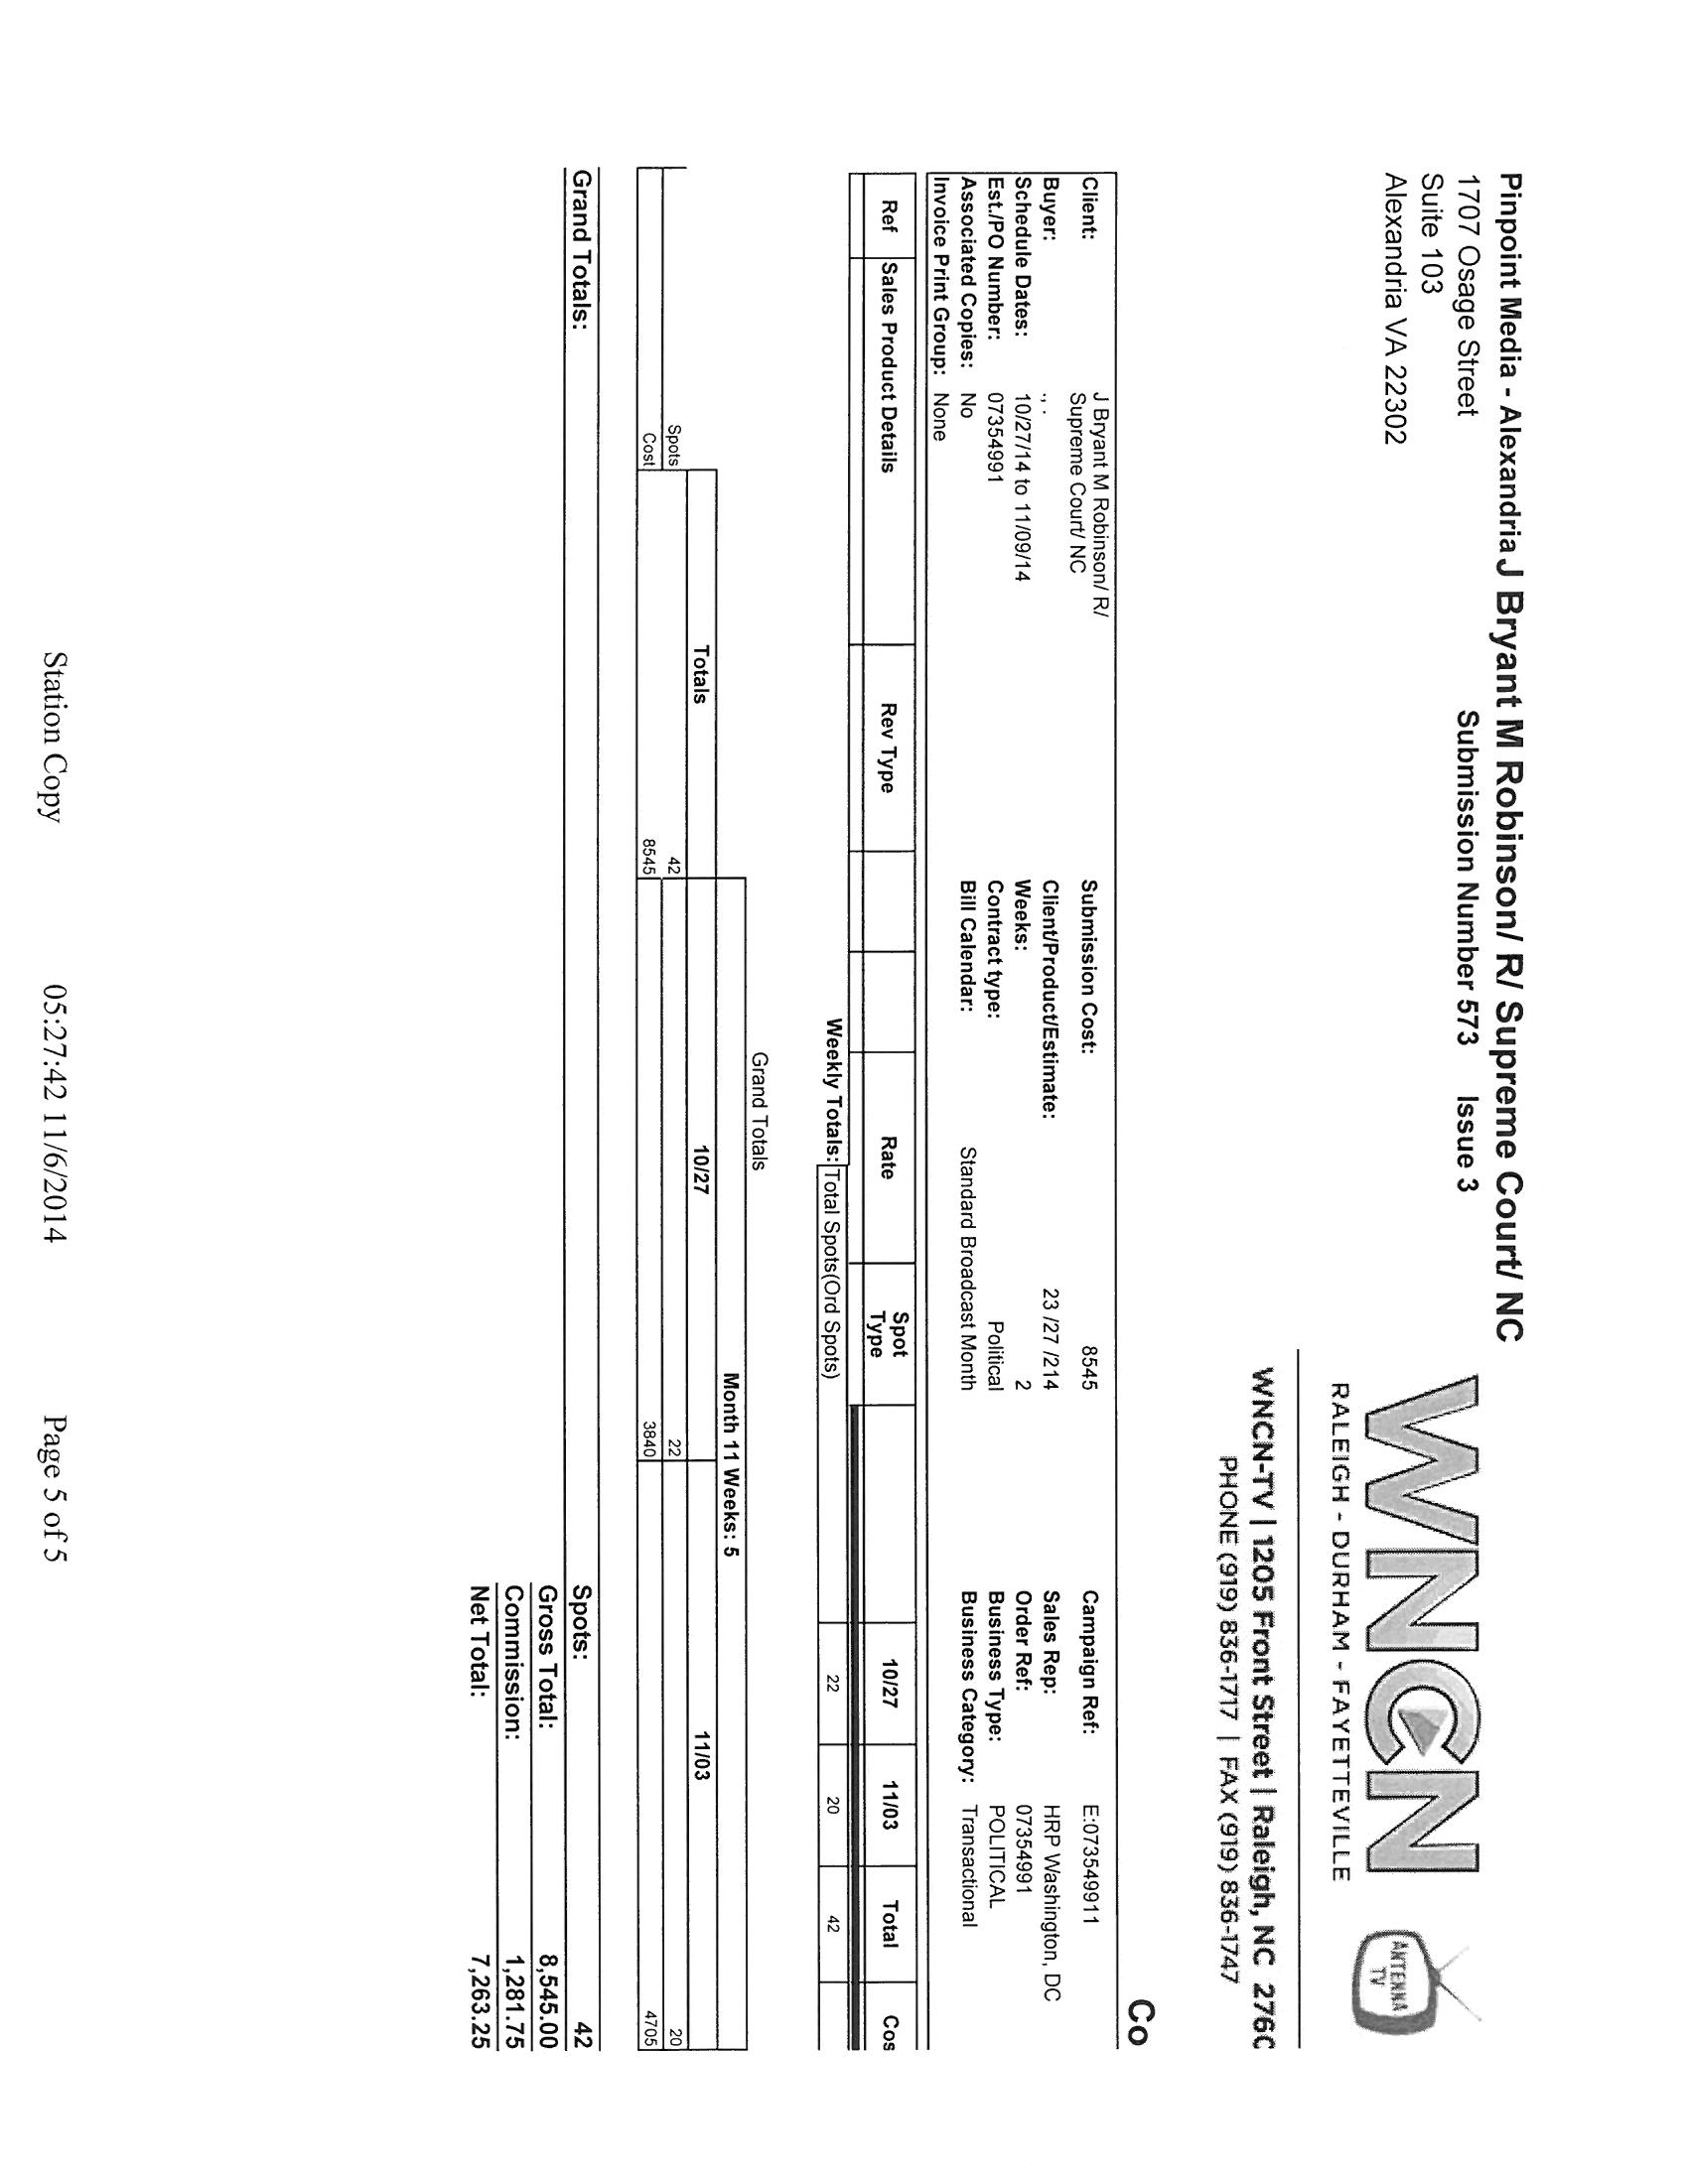 Pinpoint Media - Alexandria J Bryant M Robinson/ R/ Supreme Court/ NC
1707 Osage Street
Submission Number 573 Issue 3
Suite 103
Alexandria VA 22302
WNCN
RALEIGH - DURHAM - FAYETTEVILLE
ANTENNA
TV
WNCN-TV | 1205 Front Street | Raleigh, NC 2760
PHONE (919) 836-1717 | FAX (919) 836-1747
Co
Client: J Bryant M Robinson/ R/ Submission Cost: 8545 Campaign Ref: E:073549911
Supreme Court/ NC
Buyer: ., . Client/Product/Estimate: 23 /27 /214 Sales Rep: HRP Washington, DC
Schedule Dates: 10/27/14 to 11/09/14 Weeks: 2 Order Ref: 07354991
Est./PO Number: 07354991 Contract type: Political Business Type: POLITICAL
Associated Copies: No Bill Calendar: Standard Broadcast Month Business Category: Transactional
Invoice Print Group: None
Ref Sales Product Details Rev Type Rate Spot Type 10/27 11/03 Total Cos
Weekly Totals: Total Spots(Ord Spots) 22 20 42
Grand Totals
Month 11 Weeks: 5
Totals 10/27 11/03
Spots 42 22 20
Cost 8545 3840 4705
Grand Totals: Spots: 42
Gross Total: 8,545.00
Commission: 1,281.75
Net Total: 7,263.25
Station Copy 05:27:42 11/6/2014 Page 5 of 5